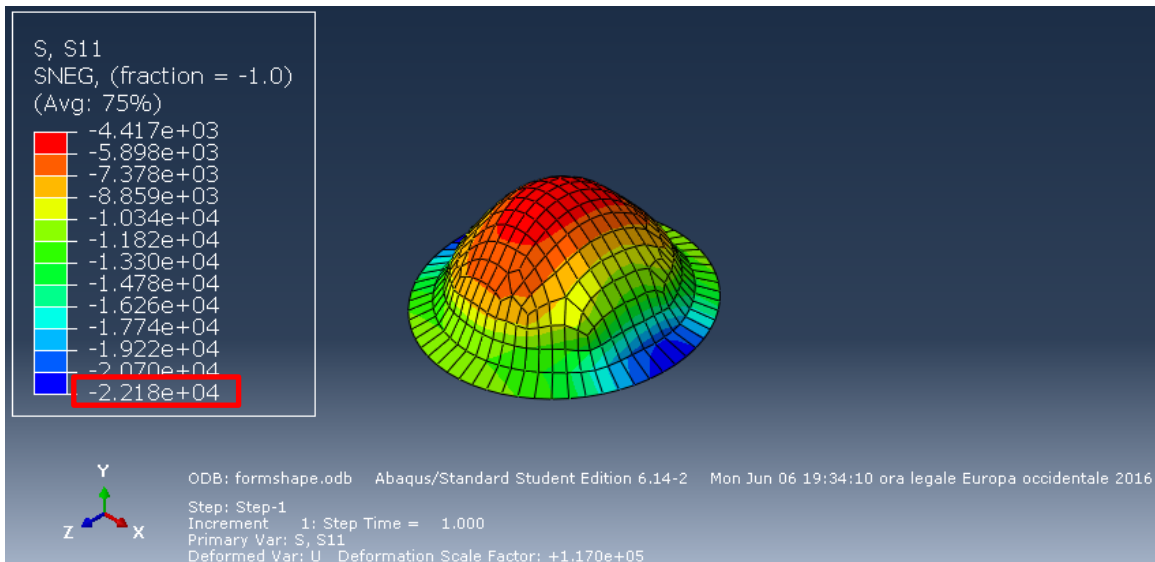 S, S11
SNEG, (fraction = -1.0)
(Avg: 75%)
-4.417e+03
-5.898e+03
-7.378e+03
-8.859e+03
-1.034e+04
-1.182e+04
-1.330e+04
-1.478e+04
-1.626e+04
-1.774e+04
-1.922e+04
-2.070e+04
-2.218e+04
Y
Z
X
ODB: formshape.odb Abaqus/Standard Student Edition 6.14-2 Mon Jun 06 19:34:10 ora legale Europa occidentale 2016
Step: Step-1
Increment 1: Step Time = 1.000
Primary Var: S, S11
Deformed Var: U Deformation Scale Factor: +1.170e+05